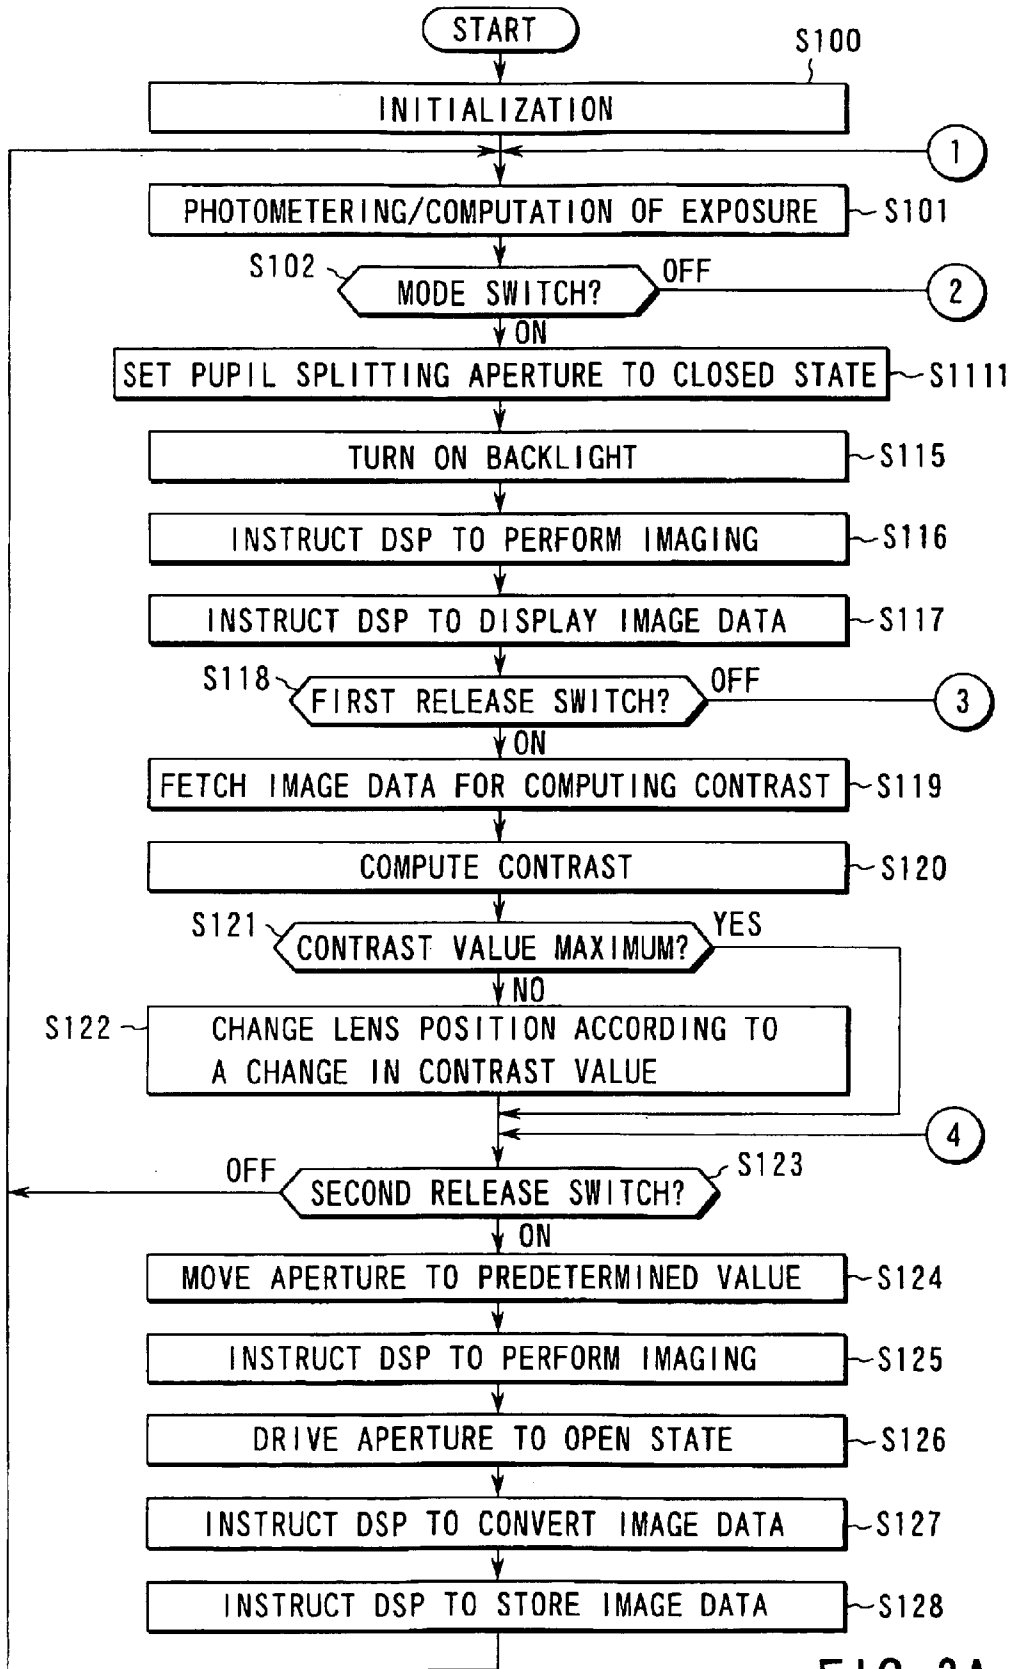 START
S100
INITIALIZATION
1
PHOTOMETERING/COMPUTATION OF EXPOSURE
S101
S102
MODE SWITCH?
OFF
2
ON
SET PUPIL SPLITTING APERTURE TO CLOSED STATE
S1111
TURN ON BACKLIGHT
S115
INSTRUCT DSP TO PERFORM IMAGING
S116
INSTRUCT DSP TO DISPLAY IMAGE DATA
S117
S118
FIRST RELEASE SWITCH?
OFF
3
ON
FETCH IMAGE DATA FOR COMPUTING CONTRAST
S119
COMPUTE CONTRAST
S120
S121
CONTRAST VALUE MAXIMUM?
YES
NO
S122
CHANGE LENS POSITION ACCORDING TO
A CHANGE IN CONTRAST VALUE
4
OFF
SECOND RELEASE SWITCH?
S123
ON
MOVE APERTURE TO PREDETERMINED VALUE
S124
INSTRUCT DSP TO PERFORM IMAGING
S125
DRIVE APERTURE TO OPEN STATE
S126
INSTRUCT DSP TO CONVERT IMAGE DATA
S127
INSTRUCT DSP TO STORE IMAGE DATA
S128